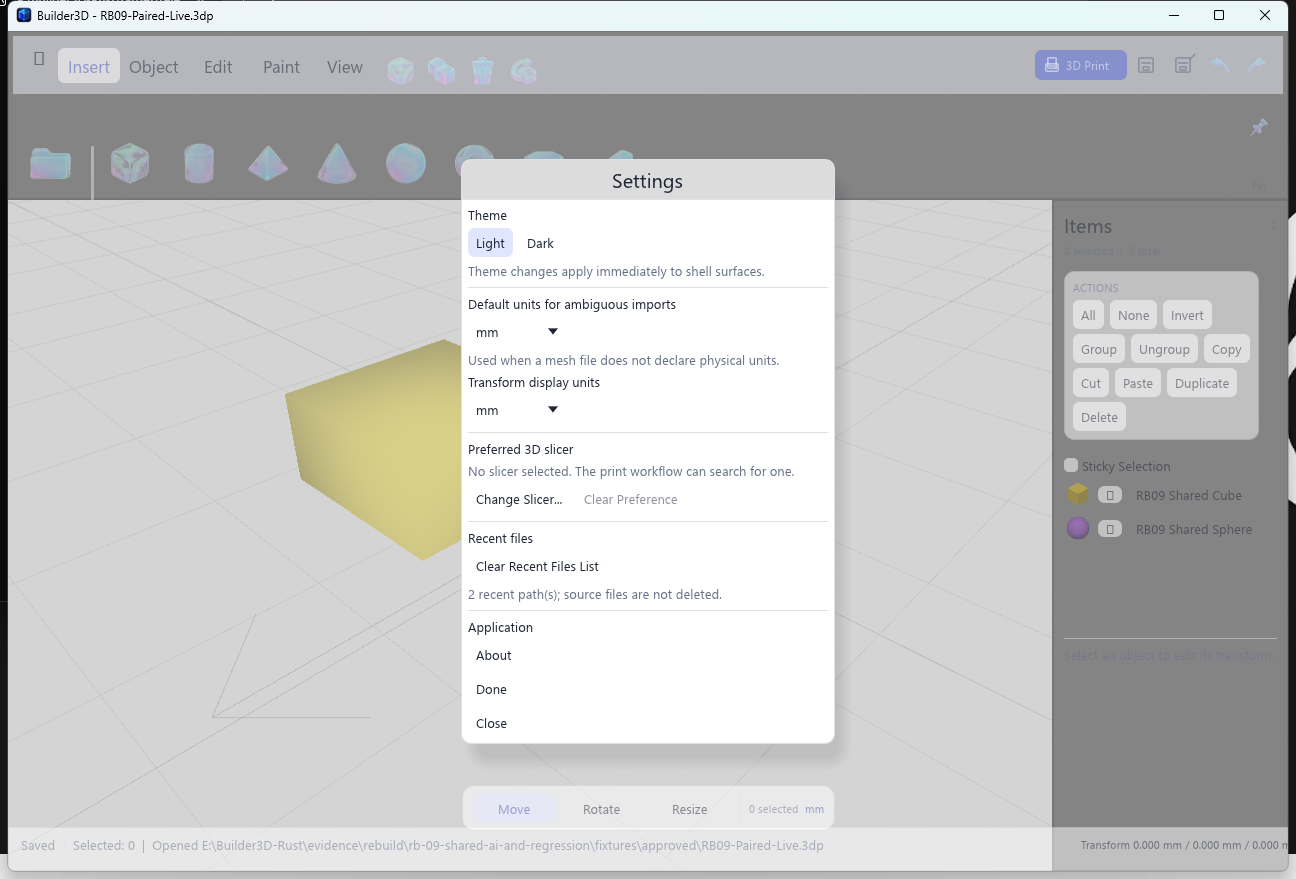 Builder3D - RB09-Paired-Live.3dp
Insert Object Edit Paint View 3D Print
Pin
Settings
Theme
Light Dark
Theme changes apply immediately to shell surfaces.
Default units for ambiguous imports
mm
Used when a mesh file does not declare physical units.
Transform display units
mm
Preferred 3D slicer
No slicer selected. The print workflow can search for one.
Change Slicer... Clear Preference
Recent files
Clear Recent Files List
2 recent path(s); source files are not deleted.
Application
About
Done
Close
Items
0 selected | 2 total
ACTIONS
All None Invert
Group Ungroup Copy
Cut Paste Duplicate
Delete
Sticky Selection
RB09 Shared Cube
RB09 Shared Sphere
Select an object to edit its transform.
Move Rotate Resize 0 selected mm
Saved Selected: 0 | Opened E:\Builder3D-Rust\evidence\rebuild\rb-09-shared-ai-and-regression\fixtures\approved\RB09-Paired-Live.3dp
Transform 0.000 mm / 0.000 mm / 0.000 m